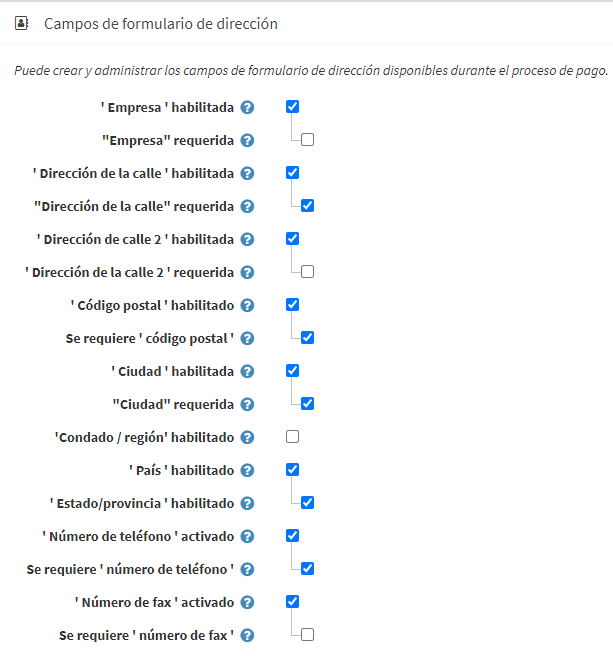 Campos de formulario de dirección
Puede crear y administrar los campos de formulario de dirección disponibles durante el proceso de pago.
' Empresa ' habilitada
"Empresa" requerida
' Dirección de la calle ' habilitada
"Dirección de la calle" requerida
' Dirección de calle 2 ' habilitada
' Dirección de la calle 2 ' requerida
' Código postal ' habilitado
Se requiere ' código postal '
' Ciudad ' habilitada
"Ciudad" requerida
'Condado / región' habilitado
' País ' habilitado
' Estado/provincia ' habilitado
' Número de teléfono ' activado
Se requiere ' número de teléfono '
' Número de fax ' activado
Se requiere ' número de fax '